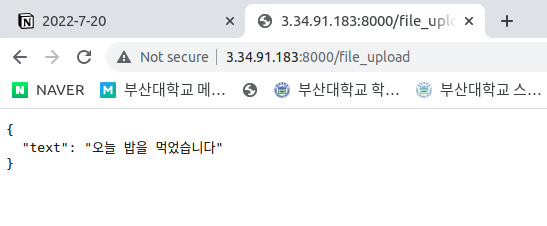 2022-7-20
3.34.91.183:8000/file_uplo
Not secure
3.34.91.183:8000/file_upload
NAVER
부산대학교 메...
부산대학교 학...
부산대학교 스...
{
"text": "오늘 밥을 먹었습니다"
}